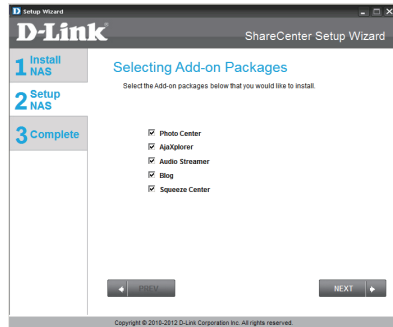 D Setup Wizard
D-Link®
ShareCenter Setup Wizard
1 Install NAS
2 Setup NAS
3 Complete
Selecting Add-on Packages
Select the Add-on packages below that you would like to install.
Photo Center
AjaXplorer
Audio Streamer
Blog
Squeeze Center
PREV
NEXT
Copyright © 2010-2012 D-Link Corporation Inc. All rights reserved.